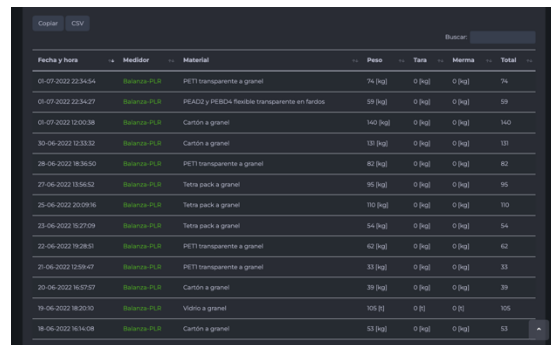 Copiar CSV
Buscar:
Fecha y hora Medidor Material Peso Tara Merma Total
01-07-2022 22:34:54 Balanza-PLR PET1 transparente a granel 74 [kg] 0 [kg] 0 [kg] 74
01-07-2022 22:34:27 Balanza-PLR PEAD2 y PEBD4 flexible transparente en fardos 59 [kg] 0 [kg] 0 [kg] 59
01-07-2022 12:00:38 Balanza-PLR Cartón a granel 140 [kg] 0 [kg] 0 [kg] 140
30-06-2022 12:33:32 Balanza-PLR Cartón a granel 131 [kg] 0 [kg] 0 [kg] 131
28-06-2022 18:36:50 Balanza-PLR PET1 transparente a granel 82 [kg] 0 [kg] 0 [kg] 82
27-06-2022 13:56:52 Balanza-PLR Tetra pack a granel 95 [kg] 0 [kg] 0 [kg] 95
25-06-2022 20:09:16 Balanza-PLR Tetra pack a granel 110 [kg] 0 [kg] 0 [kg] 110
23-06-2022 15:27:09 Balanza-PLR Tetra pack a granel 54 [kg] 0 [kg] 0 [kg] 54
22-06-2022 19:28:51 Balanza-PLR PET1 transparente a granel 62 [kg] 0 [kg] 0 [kg] 62
21-06-2022 12:59:47 Balanza-PLR PET1 transparente a granel 33 [kg] 0 [kg] 0 [kg] 33
20-06-2022 16:57:57 Balanza-PLR Cartón a granel 39 [kg] 0 [kg] 0 [kg] 39
19-06-2022 18:20:10 Balanza-PLR Vidrio a granel 105 [t] 0 [t] 0 [t] 105
18-06-2022 16:14:08 Balanza-PLR Cartón a granel 53 [kg] 0 [kg] 0 [kg] 53